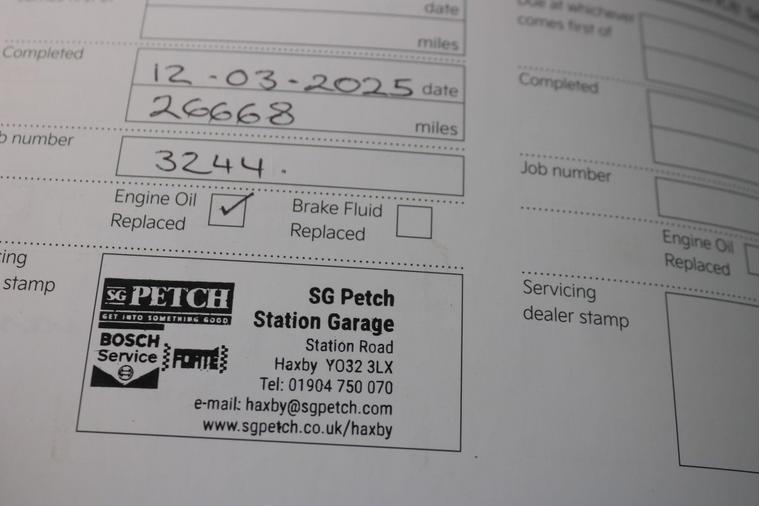 date
miles
Completed
12-03-2025 date
26668 miles
number
3244.
Engine Oil
Replaced
Brake Fluid
Replaced
stamp
SG PETCH
GET INTO SOMETHING GOOD
BOSCH
Service
SG Petch
Station Garage
Station Road
Haxby YO32 3LX
Tel: 01904 750 070
e-mail: haxby@sgpetch.com
www.sgpetch.co.uk/haxby
Due at whichever
comes first of
Completed
Job number
Engine Oil
Replaced
Servicing
dealer stamp